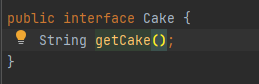 public interface Cake {
    String getCake();
}